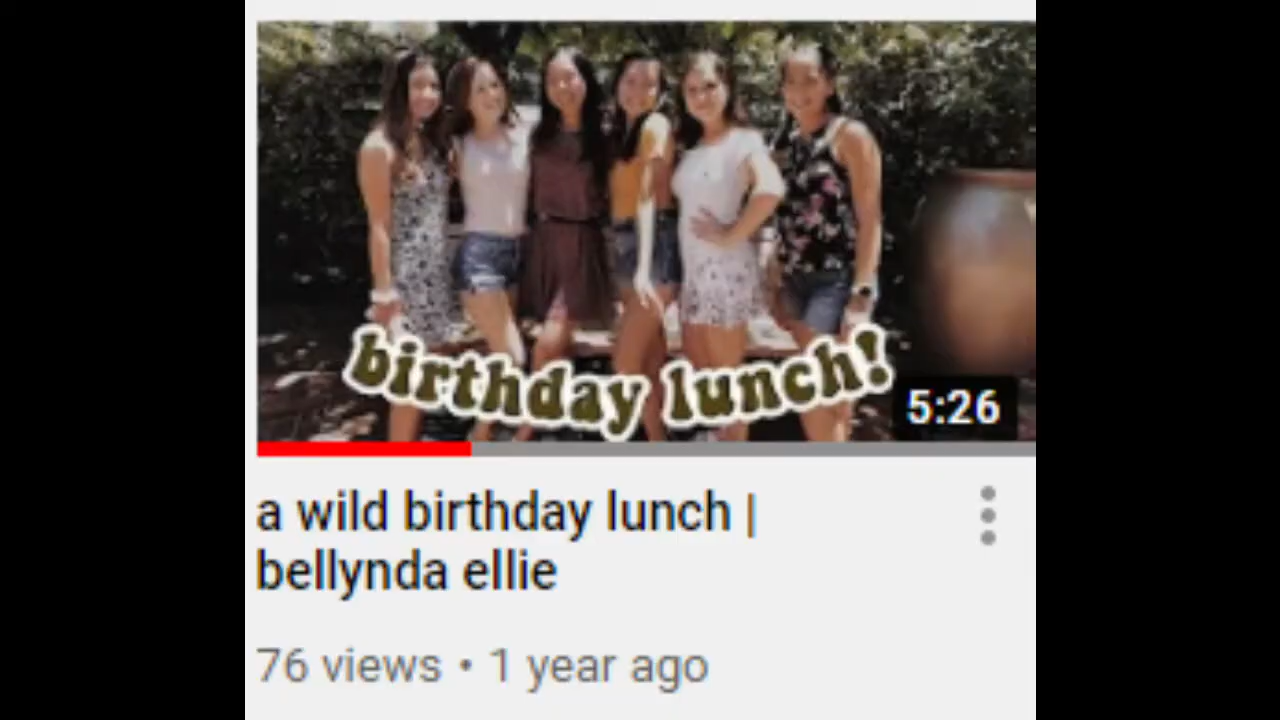 birthday lunch!
5:26
a wild birthday lunch |
bellynda ellie
76 views • 1 year ago